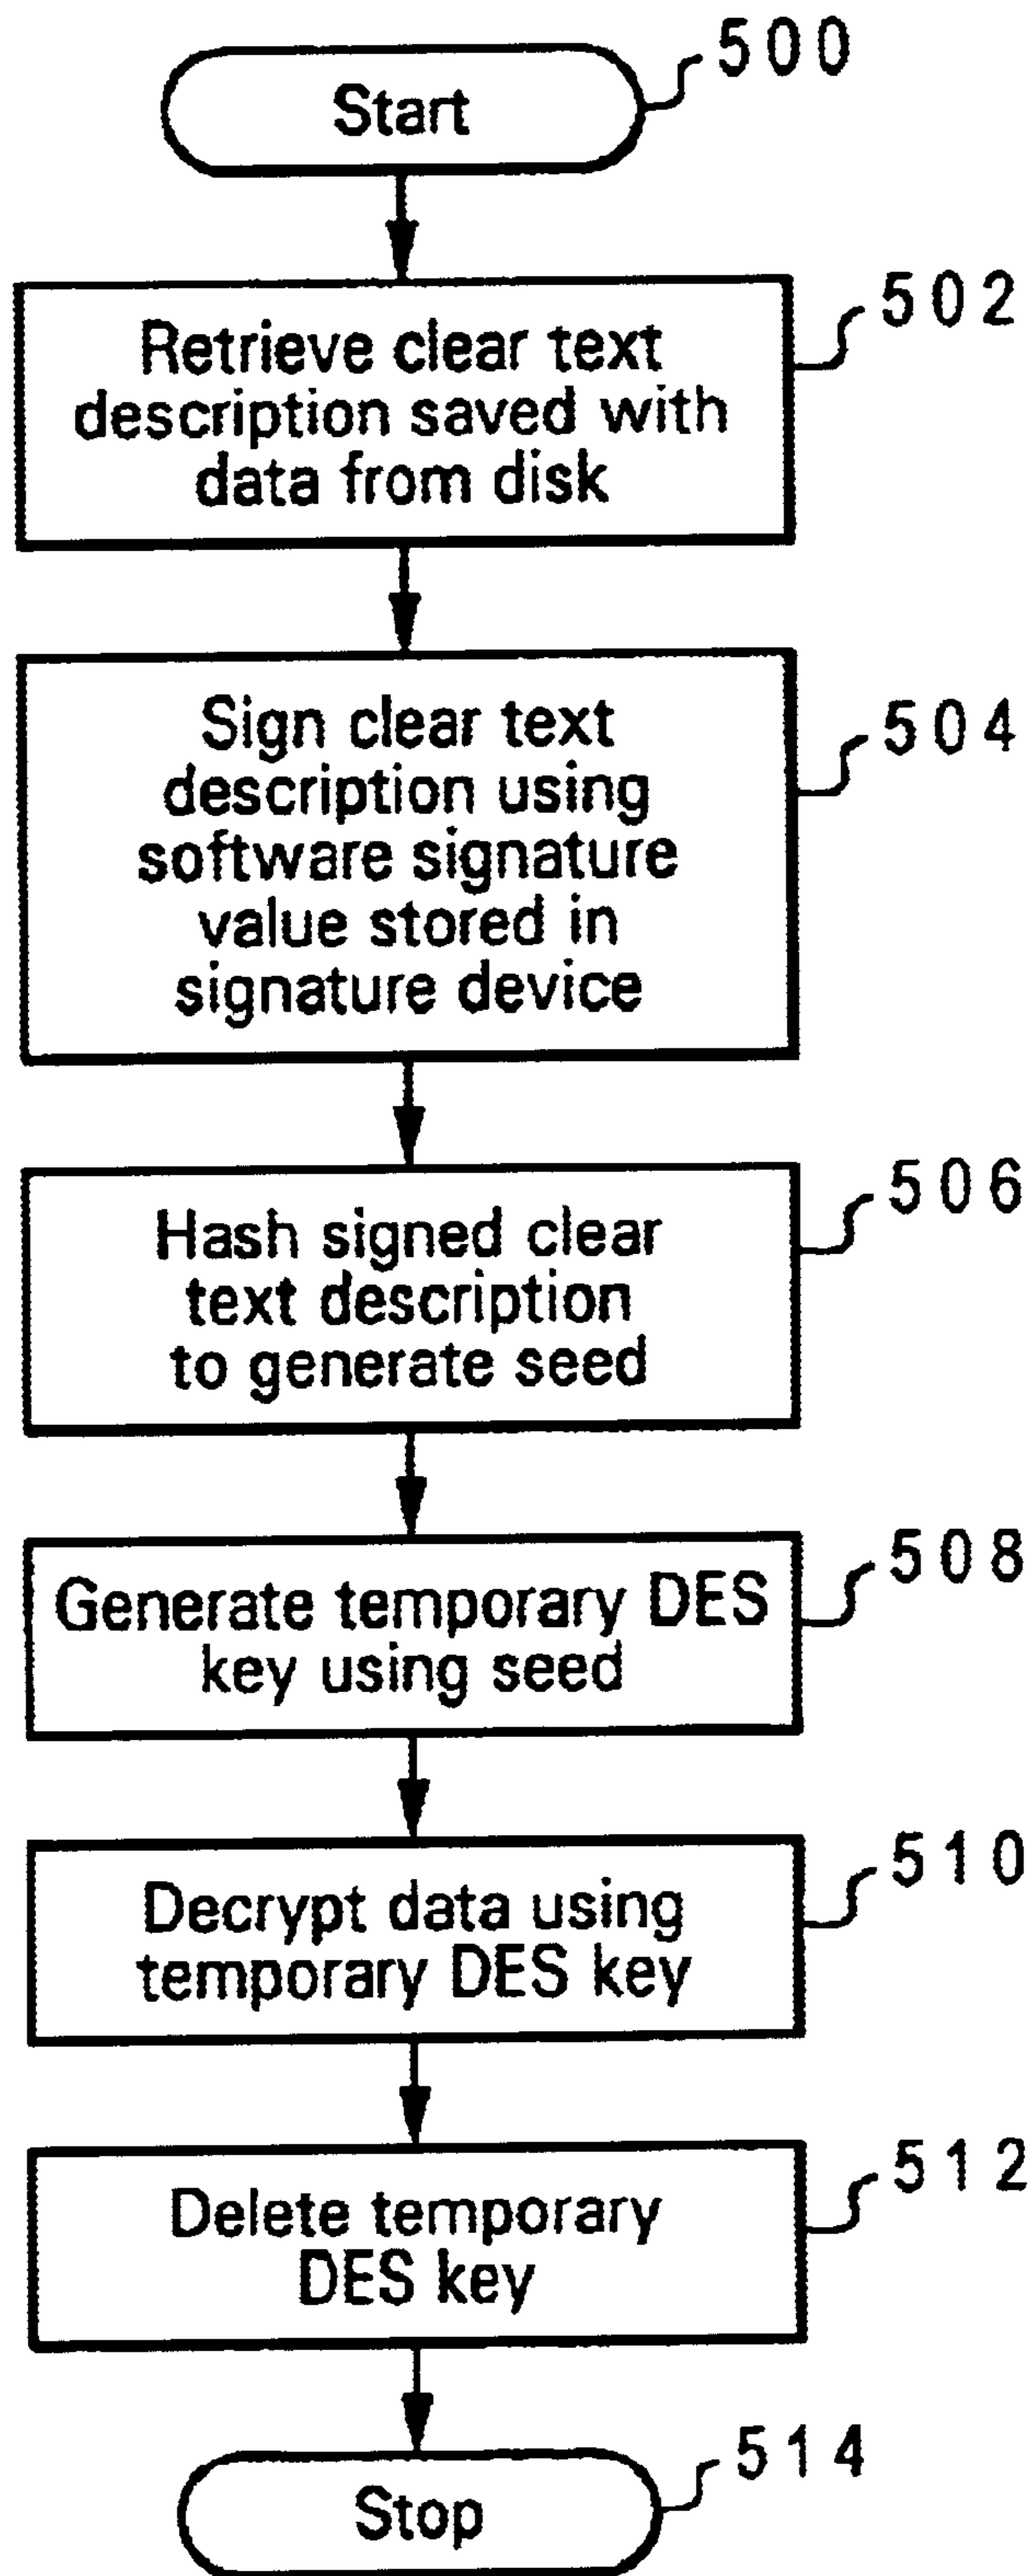 500
Start
502
Retrieve clear text
description saved with
data from disk
504
Sign clear text
description using
software signature
value stored in
signature device
506
Hash signed clear
text description
to generate seed
508
Generate temporary DES
key using seed
510
Decrypt data using
temporary DES key
512
Delete temporary
DES key
514
Stop